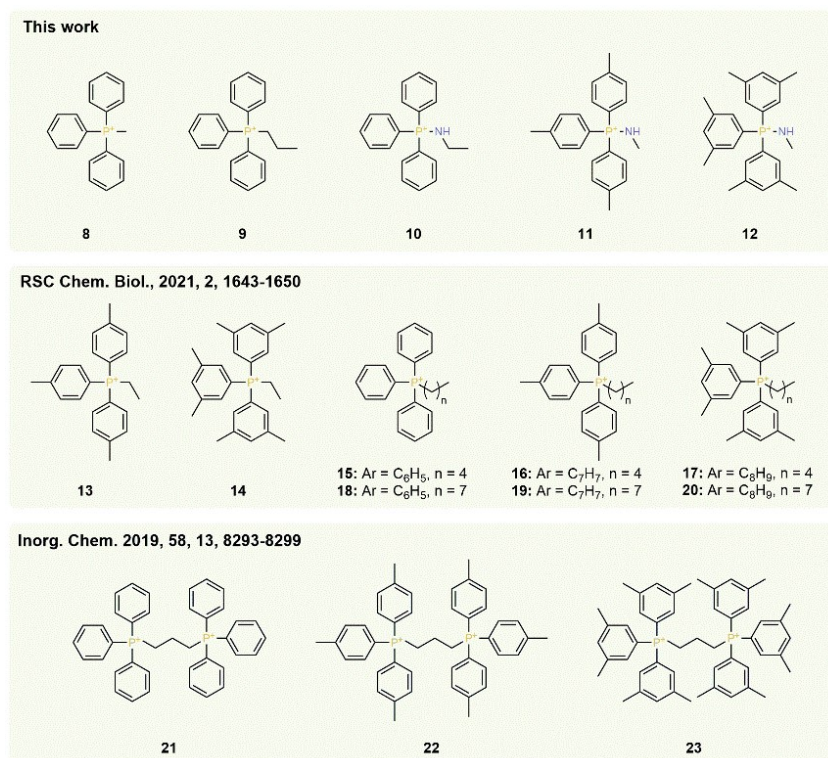 This work
P⁺
P⁺
P⁺ NH
P⁺ NH
P⁺ NH
8 9 10 11 12
RSC Chem. Biol., 2021, 2, 1643-1650
P⁺
P⁺
P⁺ n
P⁺ n
P⁺ n
13 14
15: Ar = C₆H₅, n = 4
18: Ar = C₆H₅, n = 7
16: Ar = C₇H₇, n = 4
19: Ar = C₇H₇, n = 7
17: Ar = C₈H₉, n = 4
20: Ar = C₈H₉, n = 7
Inorg. Chem. 2019, 58, 13, 8293-8299
P⁺ P⁺
P⁺ P⁺
P⁺ P⁺
21 22 23